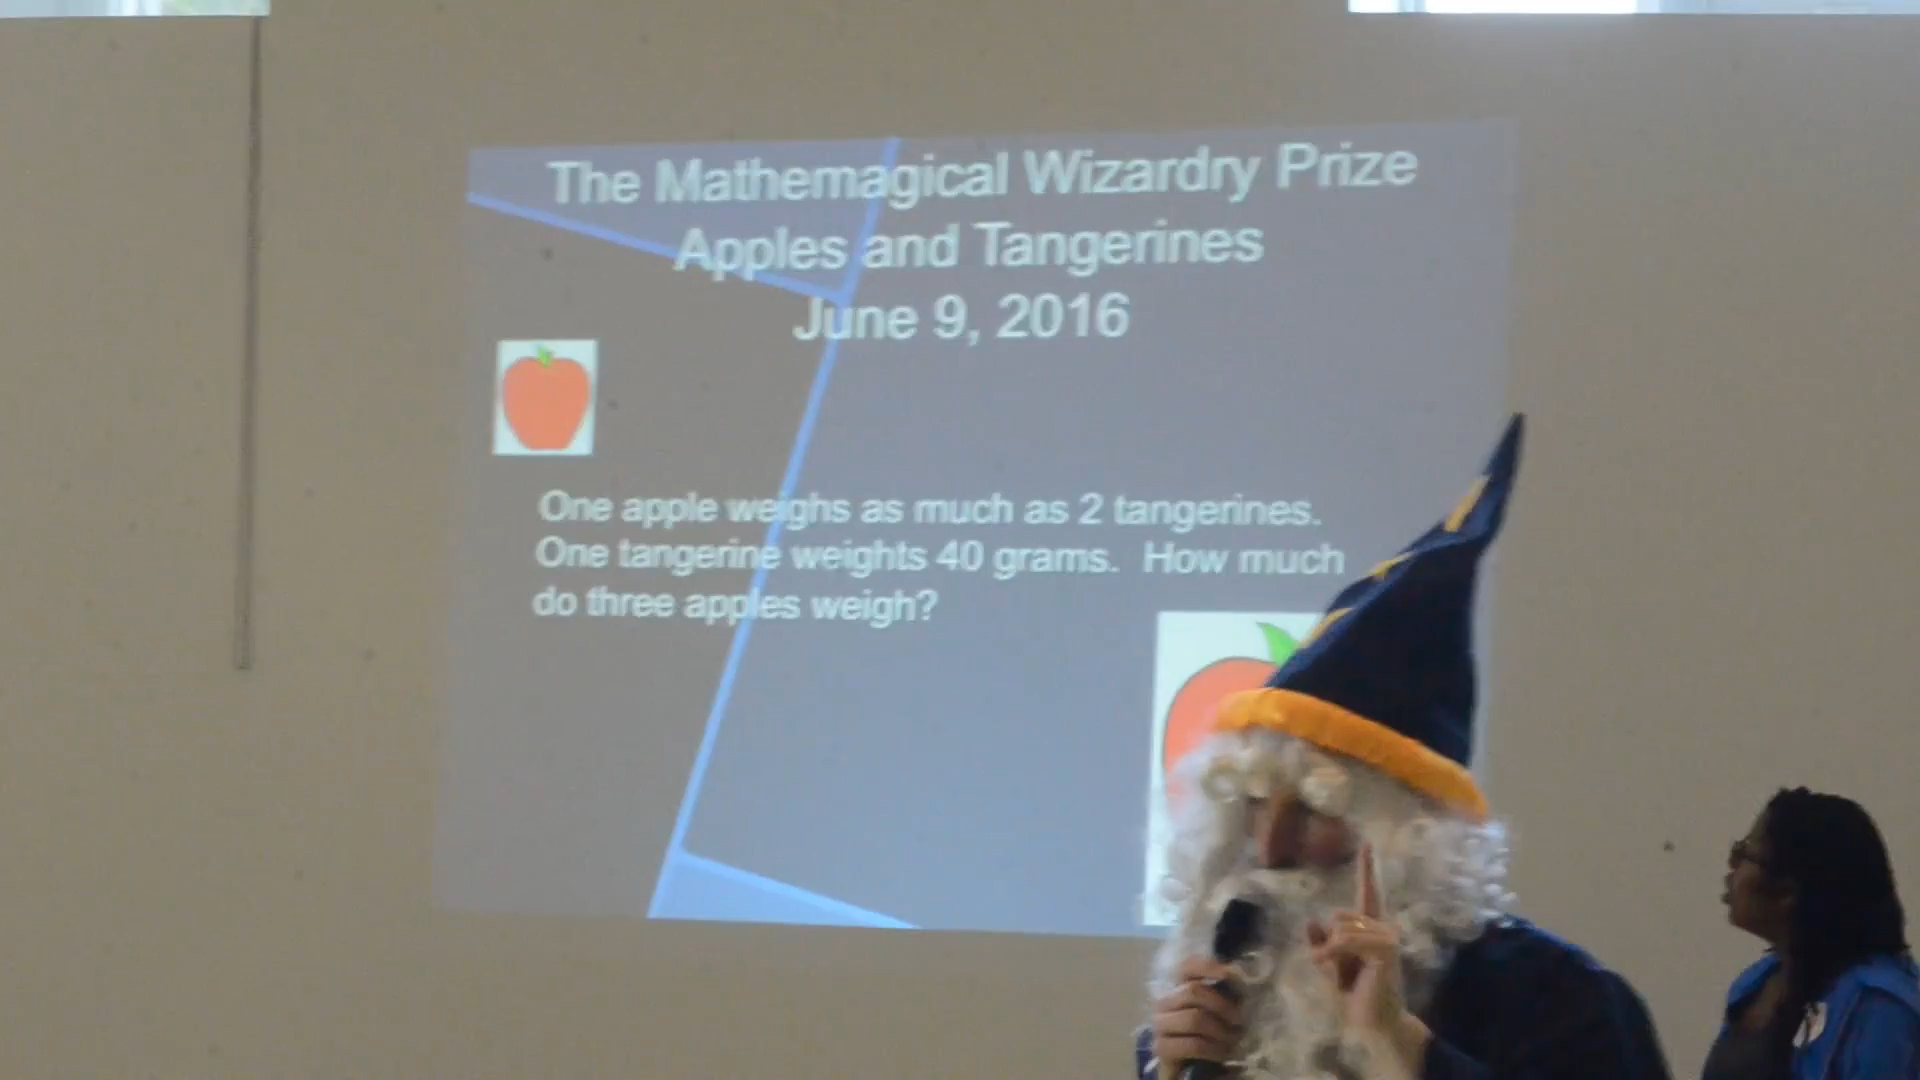 The Mathemagical Wizardry Prize
Apples and Tangerines
June 9, 2016
One apple weighs as much as 2 tangerines.
One tangerine weights 40 grams. How much
do three apples weigh?